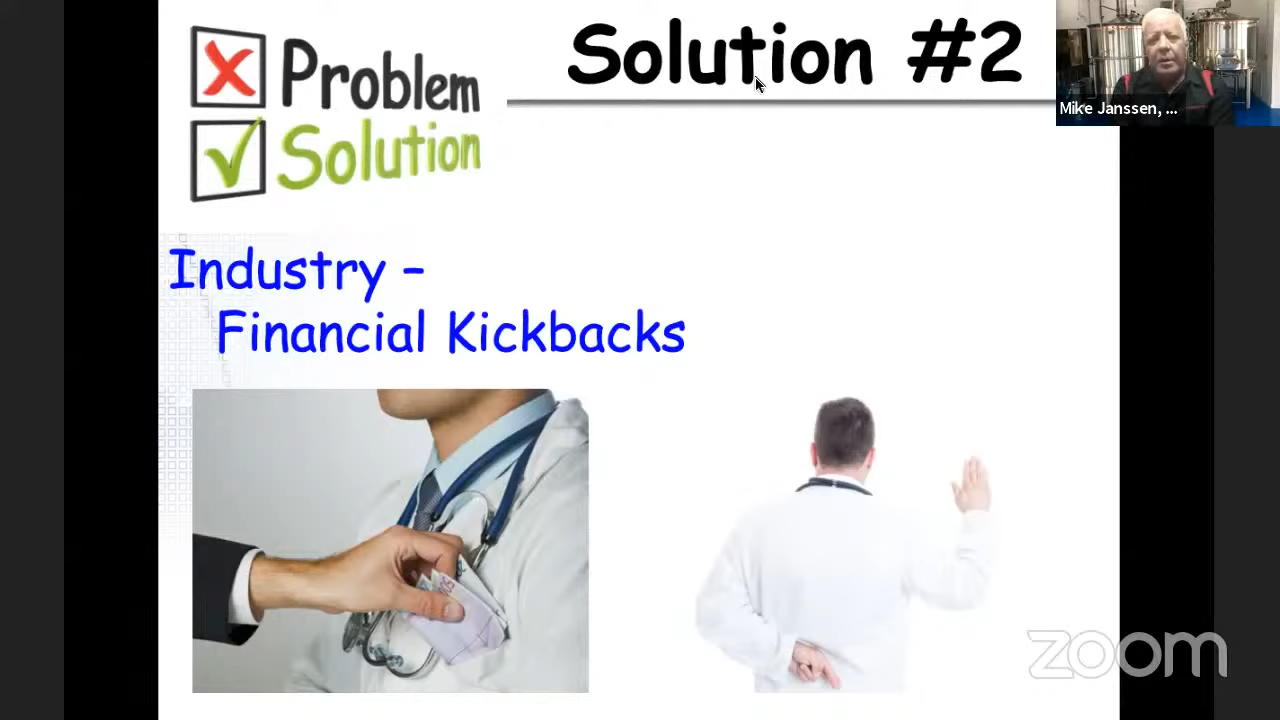 Problem
Solution
Solution #2
Mike Janssen, ...
Industry –
Financial Kickbacks
zoom